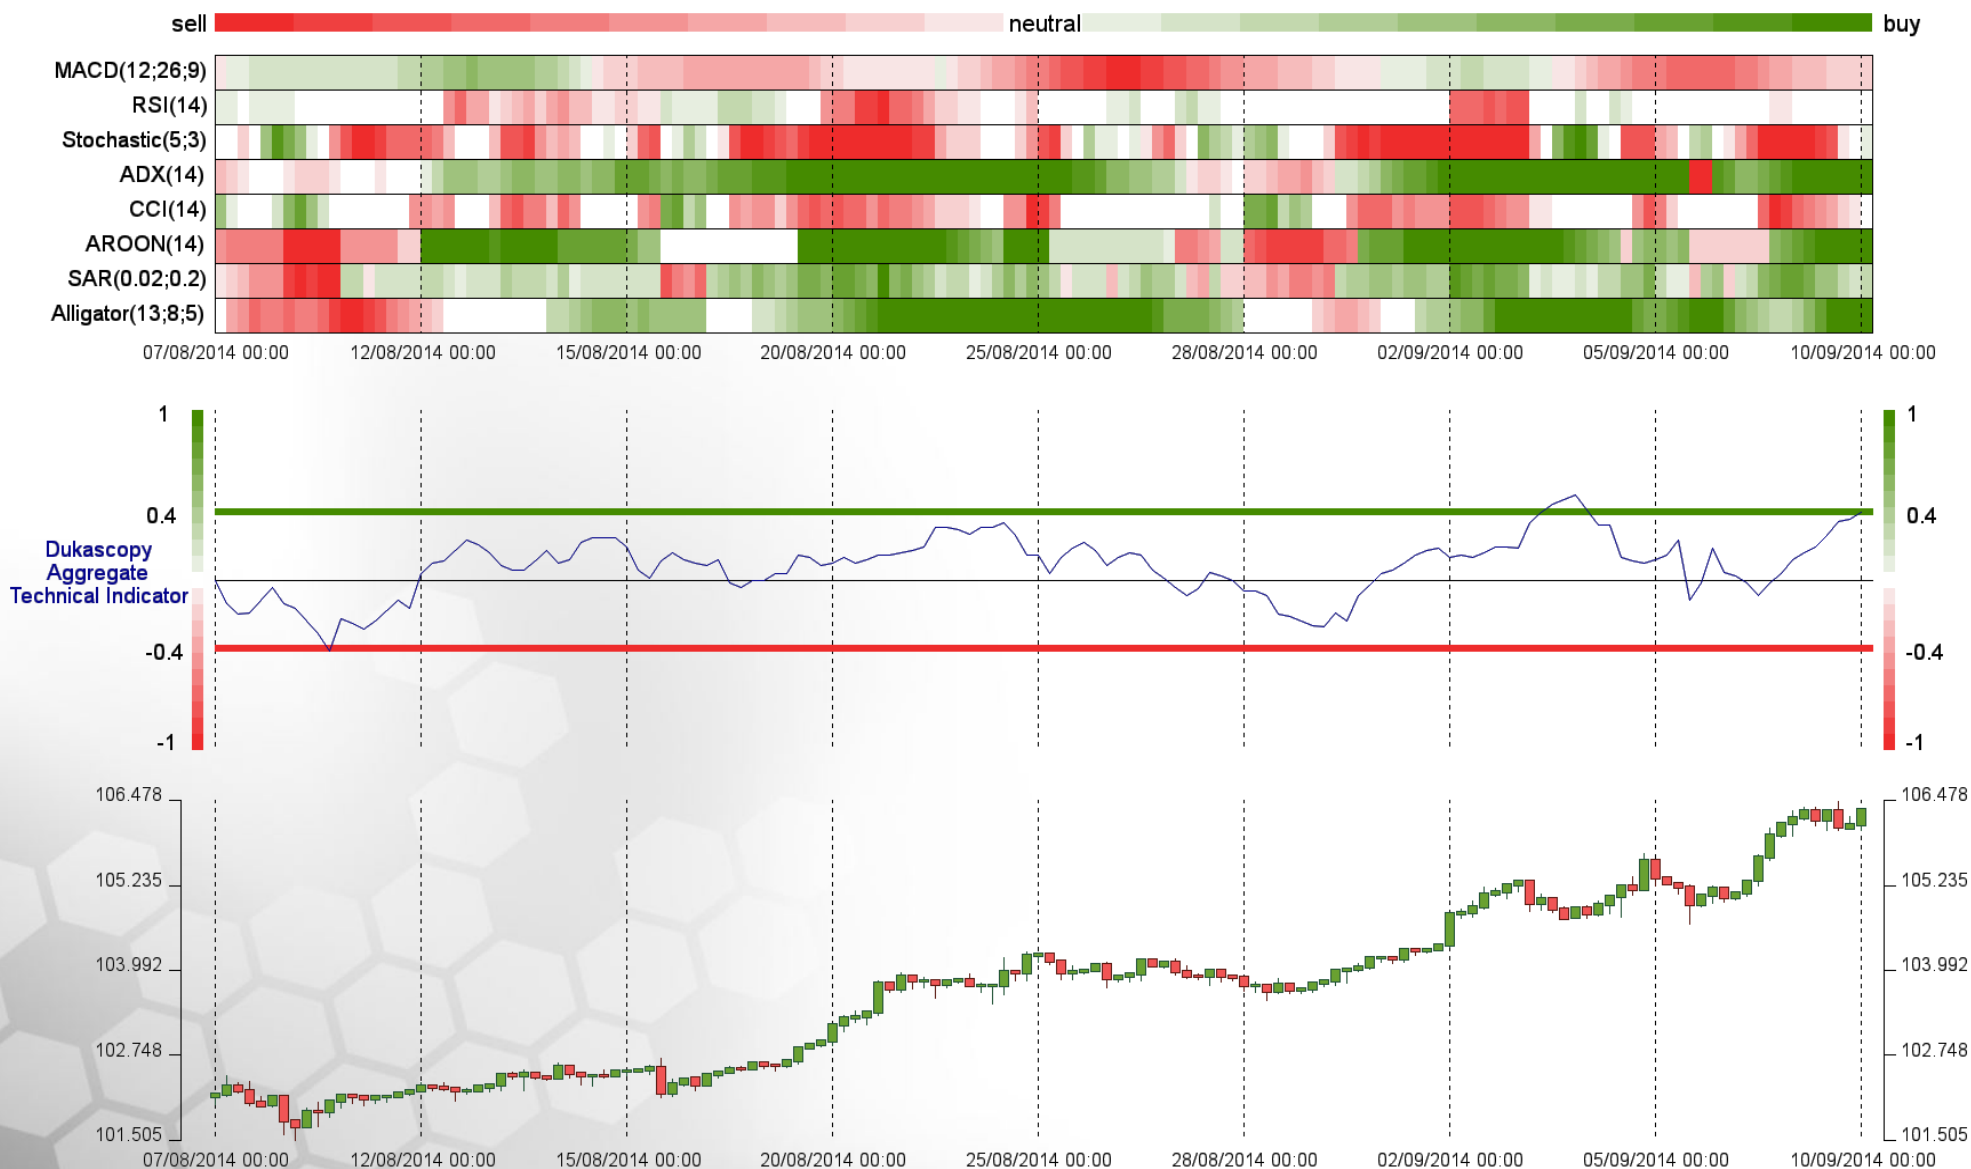 sell neutral buy
MACD(12;26;9)
RSI(14)
Stochastic(5;3)
ADX(14)
CCI(14)
AROON(14)
SAR(0.02;0.2)
Alligator(13;8;5)
07/08/2014 00:00 12/08/2014 00:00 15/08/2014 00:00 20/08/2014 00:00 25/08/2014 00:00 28/08/2014 00:00 02/09/2014 00:00 05/09/2014 00:00 10/09/2014 00:00
1 1
0.4 0.4
Dukascopy
Aggregate
Technical Indicator
-0.4 -0.4
-1 -1
106.478 106.478
105.235 105.235
103.992 103.992
102.748 102.748
101.505 101.505
07/08/2014 00:00 12/08/2014 00:00 15/08/2014 00:00 20/08/2014 00:00 25/08/2014 00:00 28/08/2014 00:00 02/09/2014 00:00 05/09/2014 00:00 10/09/2014 00:00